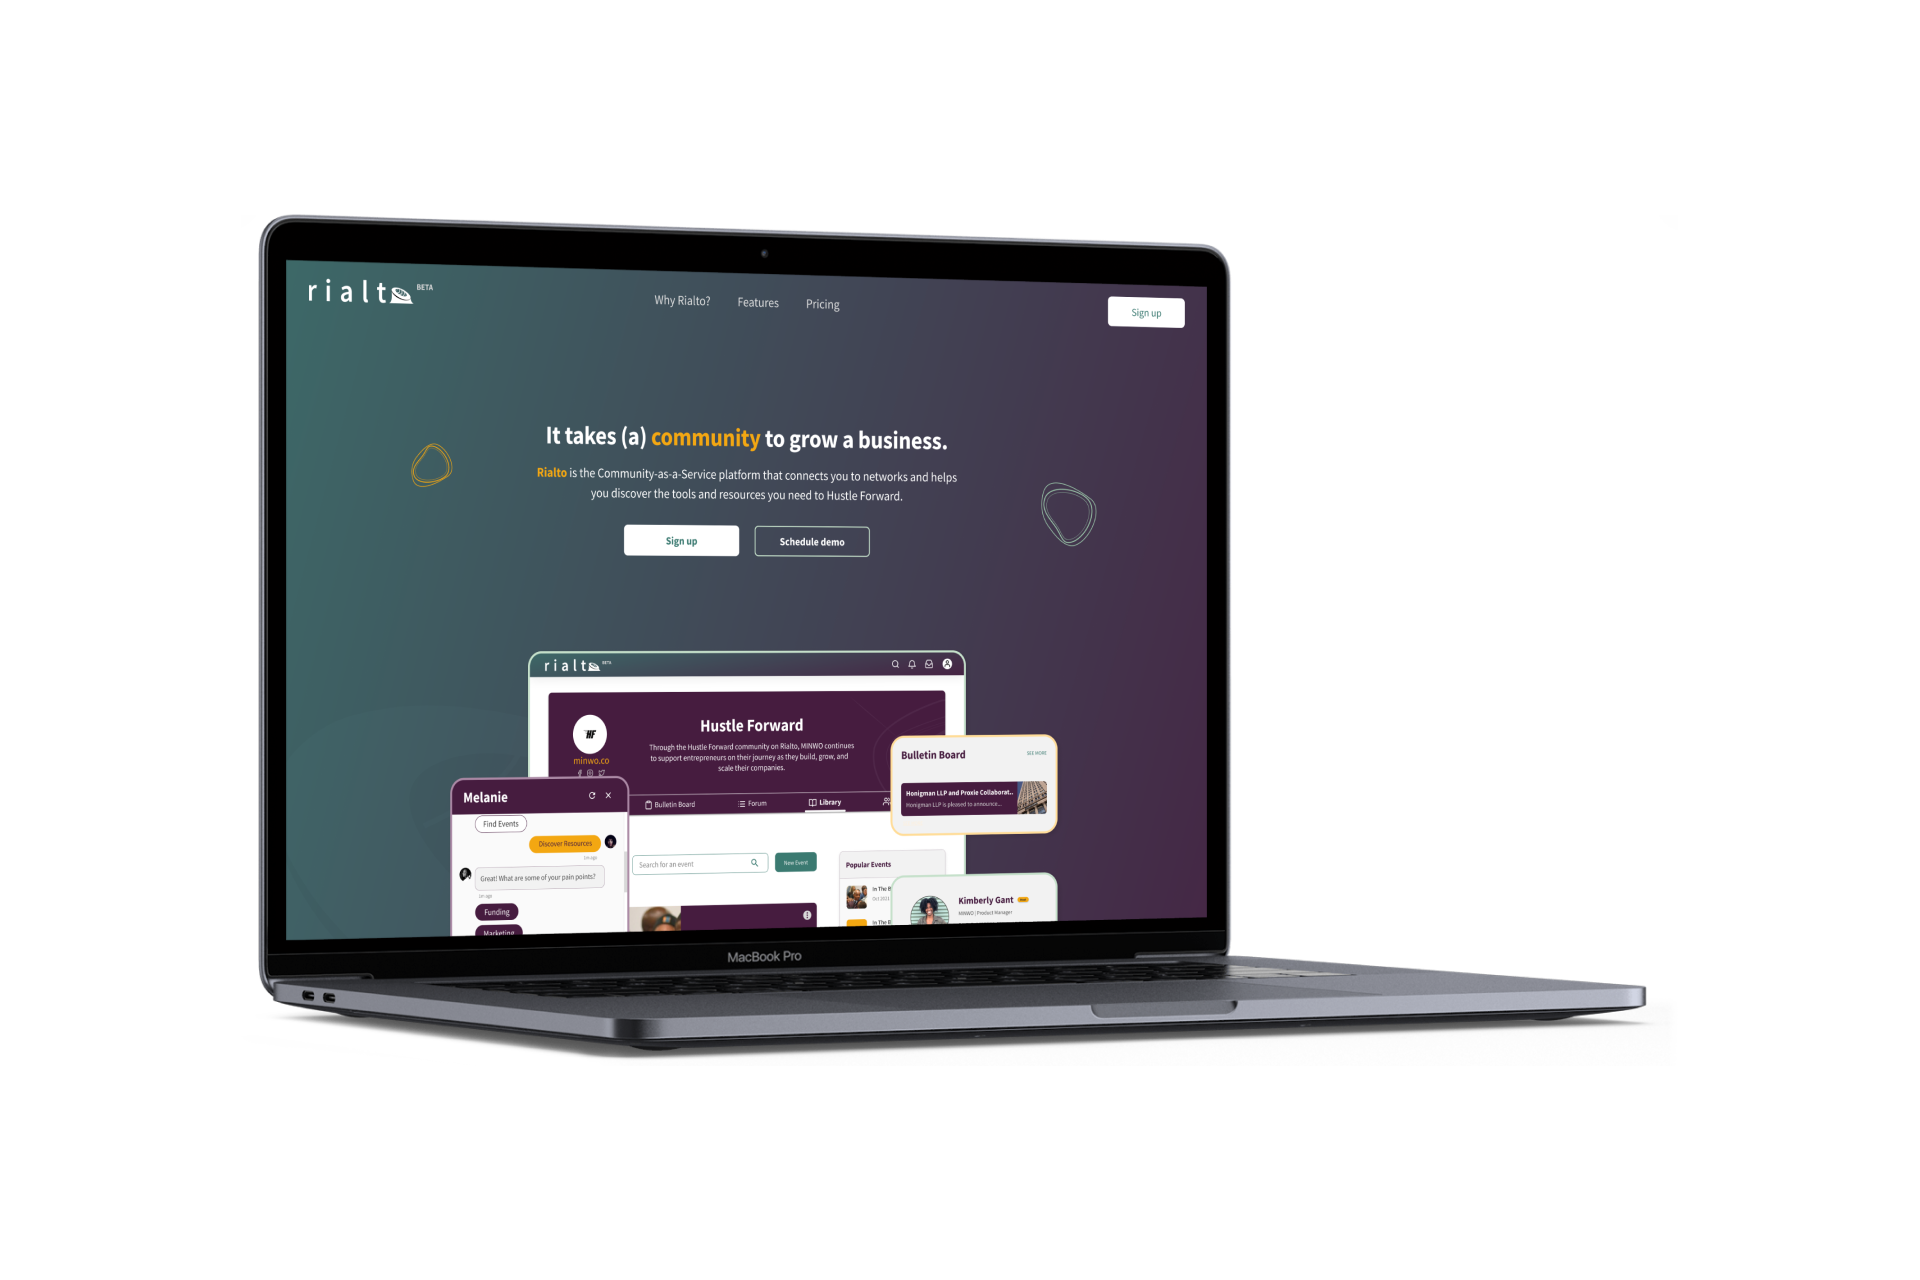 rialto BETA
Why Rialto?
Features
Pricing
Sign up
It takes (a) community to grow a business.
Rialto is the Community-as-a-Service platform that connects you to networks and helps
you discover the tools and resources you need to Hustle Forward.
Sign up
Schedule demo
rialto BETA
HF
minwo.co
Hustle Forward
Through the Hustle Forward community on Rialto, MINWO continues
to support entrepreneurs on their journey as they build, grow, and
scale their companies.
Bulletin Board
Forum
Library
Bulletin Board
SEE MORE
Honigman LLP and Proxie Collaborat..
Honigman LLP is pleased to announce...
Melanie
Find Events
Discover Resources
1m ago
Great! What are some of your pain points?
1m ago
Funding
Marketing
Search for an event
New Event
Popular Events
In The
Oct 2021
In The
Kimberly Gant
MINWO | Product Manager
MacBook Pro